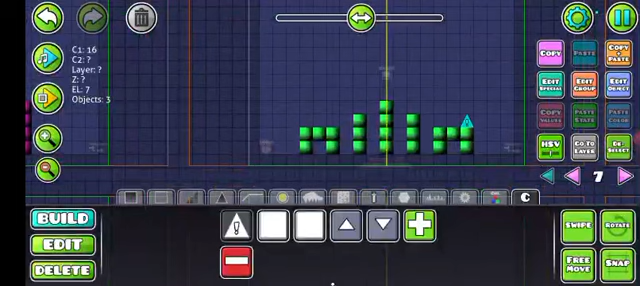 C1: 16
C2: ?
Layer: ?
Z: ?
EL: 7
Objects: 3
COPY
PASTE
COPY + PASTE
EDIT SPECIAL
EDIT GROUP
EDIT OBJECT
COPY VALUES
PASTE STATE
PASTE COLOR
HSV
GO TO LAYER
DE-SELECT
7
C
BUILD
EDIT
DELETE
SWIPE
ROTATE
FREE MOVE
SNAP